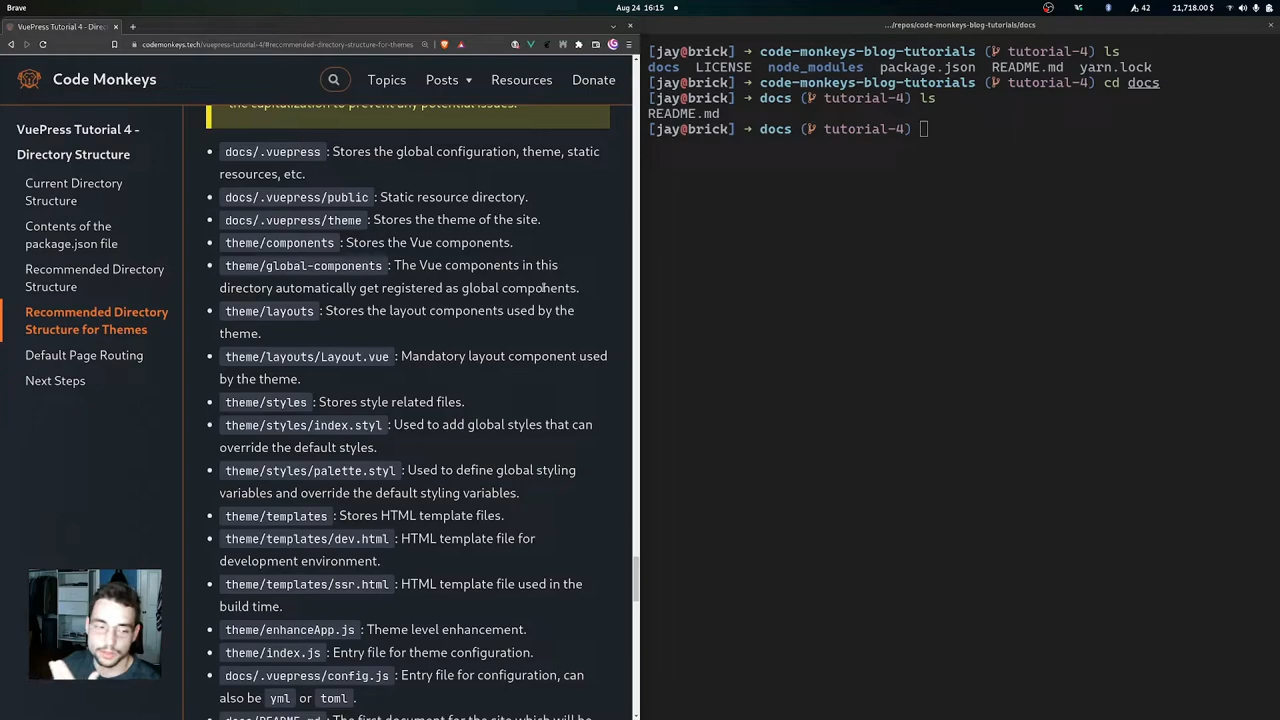 Brave
Aug 24 16:15
42
21,718.00 $
VuePress Tutorial 4 - Direc
codemonkeys.tech/vuepress-tutorial-4/#recommended-directory-structure-for-themes
Code Monkeys
Topics
Posts
Resources
Donate
VuePress Tutorial 4 -
Directory Structure
Current Directory
Structure
Contents of the
package.json file
Recommended Directory
Structure
Recommended Directory
Structure for Themes
Default Page Routing
Next Steps
the capitalization to prevent any potential issues.
docs/.vuepress : Stores the global configuration, theme, static
resources, etc.
docs/.vuepress/public : Static resource directory.
docs/.vuepress/theme : Stores the theme of the site.
theme/components : Stores the Vue components.
theme/global-components : The Vue components in this
directory automatically get registered as global components.
theme/layouts : Stores the layout components used by the
theme.
theme/layouts/Layout.vue : Mandatory layout component used
by the theme.
theme/styles : Stores style related files.
theme/styles/index.styl : Used to add global styles that can
override the default styles.
theme/styles/palette.styl : Used to define global styling
variables and override the default styling variables.
theme/templates : Stores HTML template files.
theme/templates/dev.html : HTML template file for
development environment.
theme/templates/ssr.html : HTML template file used in the
build time.
theme/enhanceApp.js : Theme level enhancement.
theme/index.js : Entry file for theme configuration.
docs/.vuepress/config.js : Entry file for configuration, can
also be yml or toml .
docs/README.md : The first document for the site which will be
.../repos/code-monkeys-blog-tutorials/docs
[jay@brick] → code-monkeys-blog-tutorials ( tutorial-4) ls
docs LICENSE node_modules package.json README.md yarn.lock
[jay@brick] → code-monkeys-blog-tutorials ( tutorial-4) cd docs
[jay@brick] → docs ( tutorial-4) ls
README.md
[jay@brick] → docs ( tutorial-4)